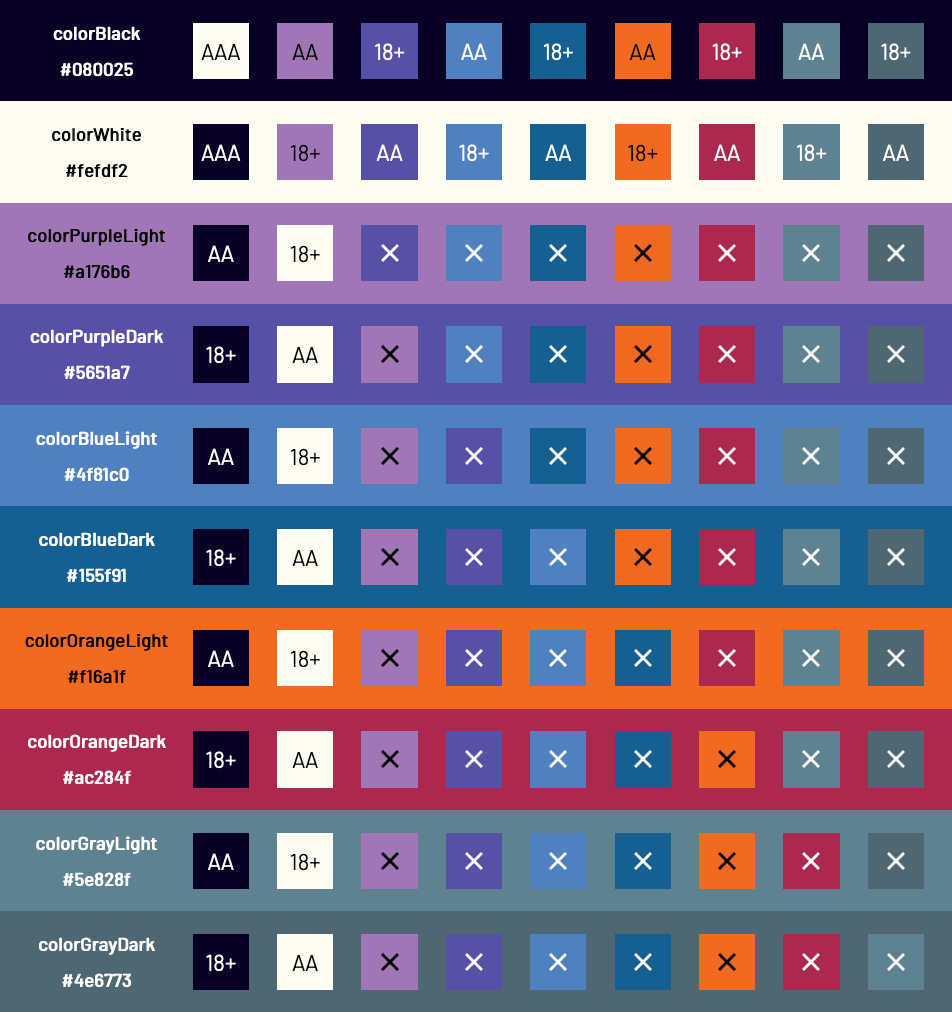 colorBlack
#080025
AAA AA 18+ AA 18+ AA 18+ AA 18+
colorWhite
#fefdf2
AAA 18+ AA 18+ AA 18+ AA 18+ AA
colorPurpleLight
#a176b6
AA 18+ ✕ ✕ ✕ ✕ ✕ ✕ ✕
colorPurpleDark
#5651a7
18+ AA ✕ ✕ ✕ ✕ ✕ ✕ ✕
colorBlueLight
#4f81c0
AA 18+ ✕ ✕ ✕ ✕ ✕ ✕ ✕
colorBlueDark
#155f91
18+ AA ✕ ✕ ✕ ✕ ✕ ✕ ✕
colorOrangeLight
#f16a1f
AA 18+ ✕ ✕ ✕ ✕ ✕ ✕ ✕
colorOrangeDark
#ac284f
18+ AA ✕ ✕ ✕ ✕ ✕ ✕ ✕
colorGrayLight
#5e828f
AA 18+ ✕ ✕ ✕ ✕ ✕ ✕ ✕
colorGrayDark
#4e6773
18+ AA ✕ ✕ ✕ ✕ ✕ ✕ ✕